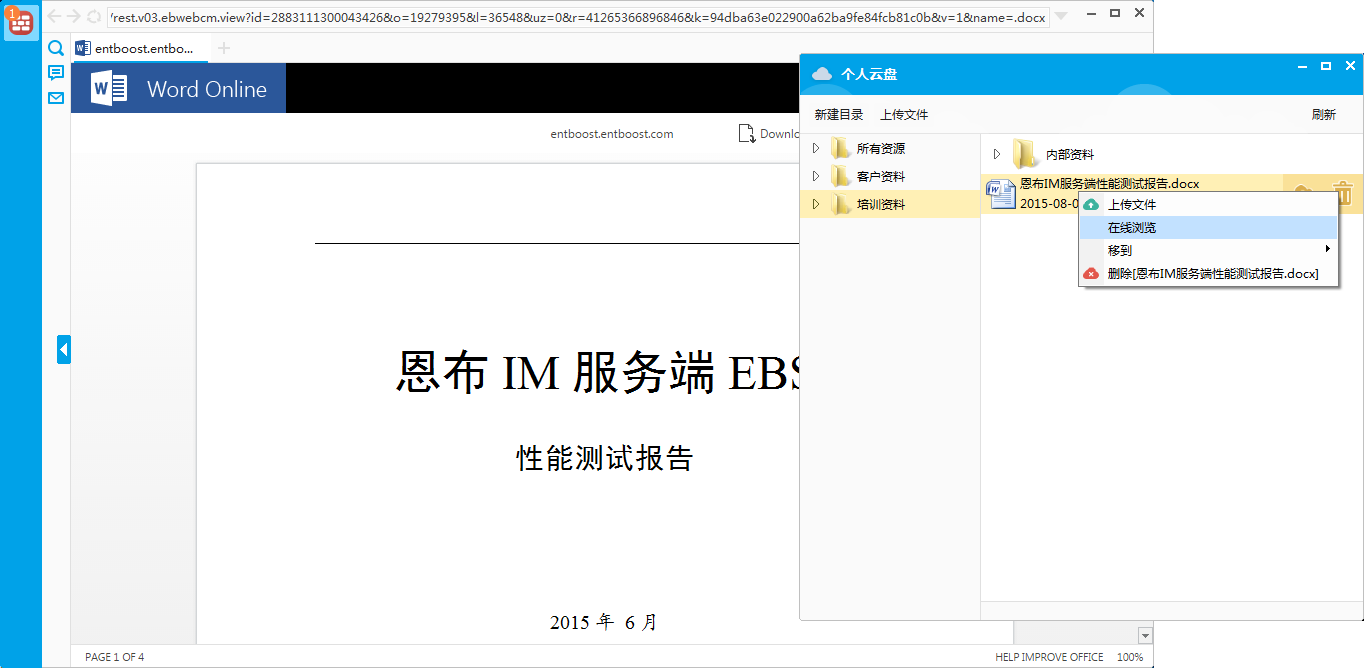 1
/rest.v03.ebwebcm.view?id=2883111300043426&o=19279395&l=36548&uz=0&r=41265366896846&k=94dba63e022900a62ba9fe84fcb81c0b&v=1&name=.docx
entboost.entbo...
W Word Online
entboost.entboost.com
恩布 IM 服务端 EBS
性能测试报告
2015 年 6 月
PAGE 1 OF 4
HELP IMPROVE OFFICE 100%
个人云盘
新建目录 上传文件 刷新
所有资源
客户资料
培训资料
内部资料
恩布IM服务端性能测试报告.docx
2015-08-0
上传文件
在线浏览
移到
删除[恩布IM服务端性能测试报告.docx]